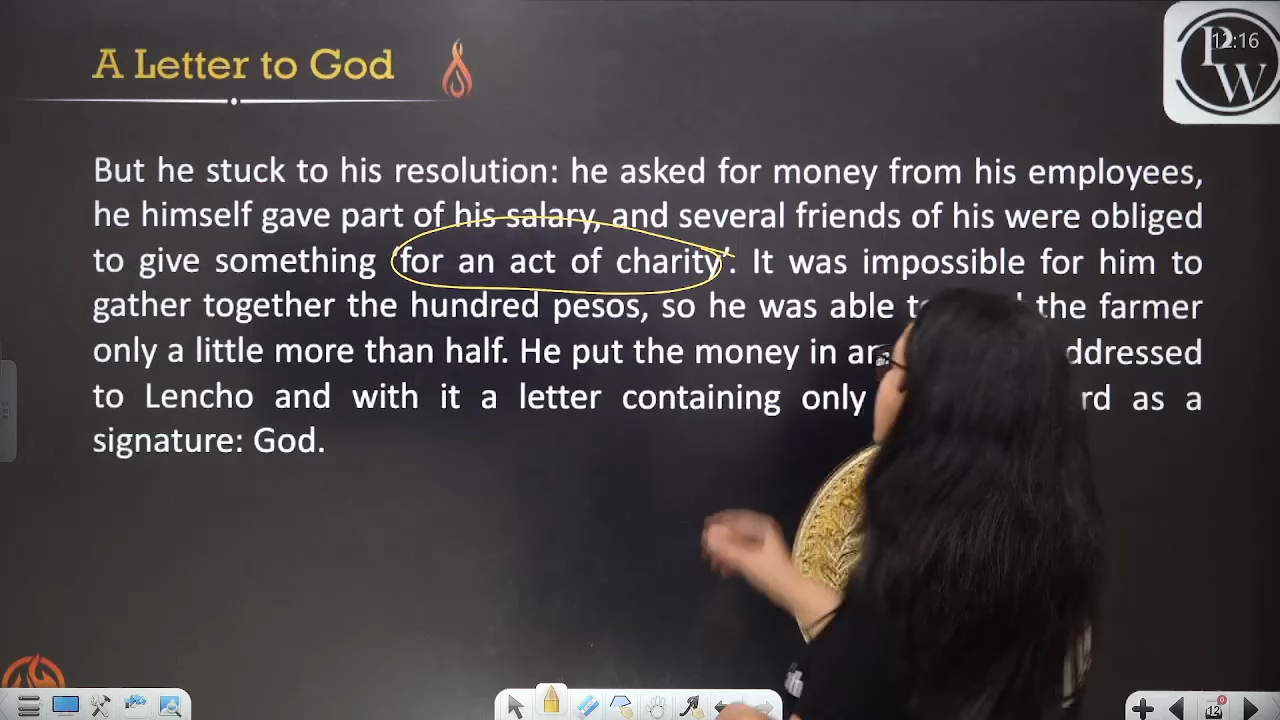 A Letter to God
12:16
PW
But he stuck to his resolution: he asked for money from his employees,
he himself gave part of his salary, and several friends of his were obliged
to give something ‘for an act of charity’. It was impossible for him to
gather together the hundred pesos, so he was able the farmer
only a little more than half. He put the money in
to Lencho and with it a letter containing only as a
signature: God.
12